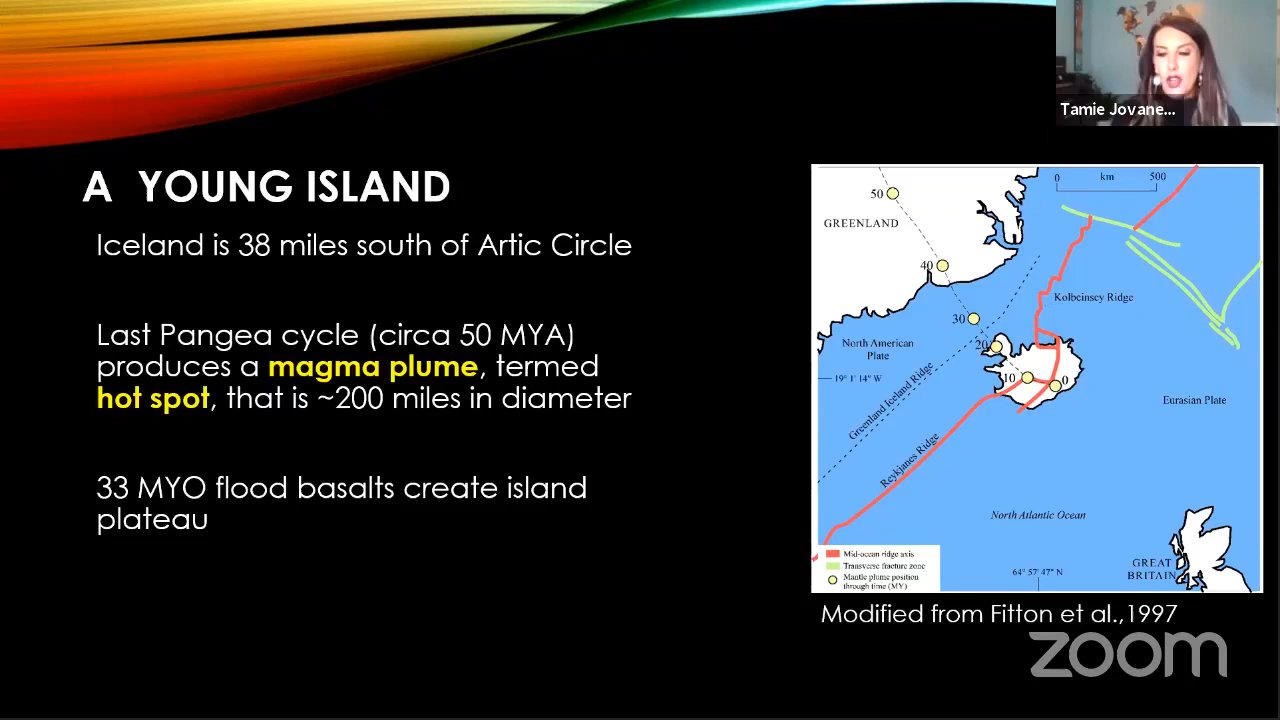 Tamie Jovane...
A YOUNG ISLAND
Iceland is 38 miles south of Artic Circle
Last Pangea cycle (circa 50 MYA)
produces a magma plume, termed
hot spot, that is ~200 miles in diameter
33 MYO flood basalts create island
plateau
0 km 500
50
GREENLAND
40
Kolbeinsey Ridge
30
North American
Plate
20
19° 1' 14" W
10
0
Greenland Iceland Ridge
Eurasian Plate
Reykjanes Ridge
North Atlantic Ocean
Mid-ocean ridge axis
Transverse fracture zone
Mantle plume position
through time (MY)
64° 57' 47" N
GREAT
BRITAIN
Modified from Fitton et al.,1997
zoom